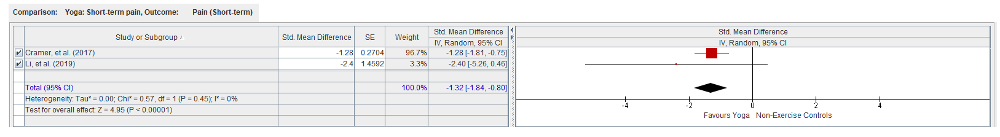 Comparison: Yoga: Short-term pain, Outcome: Pain (Short-term)
Study or Subgroup Std. Mean Difference SE Weight Std. Mean Difference IV, Random, 95% CI Std. Mean Difference IV, Random, 95% CI
Cramer, et al. (2017) -1.28 0.2704 96.7% -1.28 [-1.81, -0.75]
Li, et al. (2019) -2.4 1.4592 3.3% -2.40 [-5.26, 0.46]
Total (95% CI) 100.0% -1.32 [-1.84, -0.80]
Heterogeneity: Tau² = 0.00; Chi² = 0.57, df = 1 (P = 0.45); I² = 0%
Test for overall effect: Z = 4.95 (P < 0.00001)
-4 -2 0 2 4
Favours Yoga Non-Exercise Controls